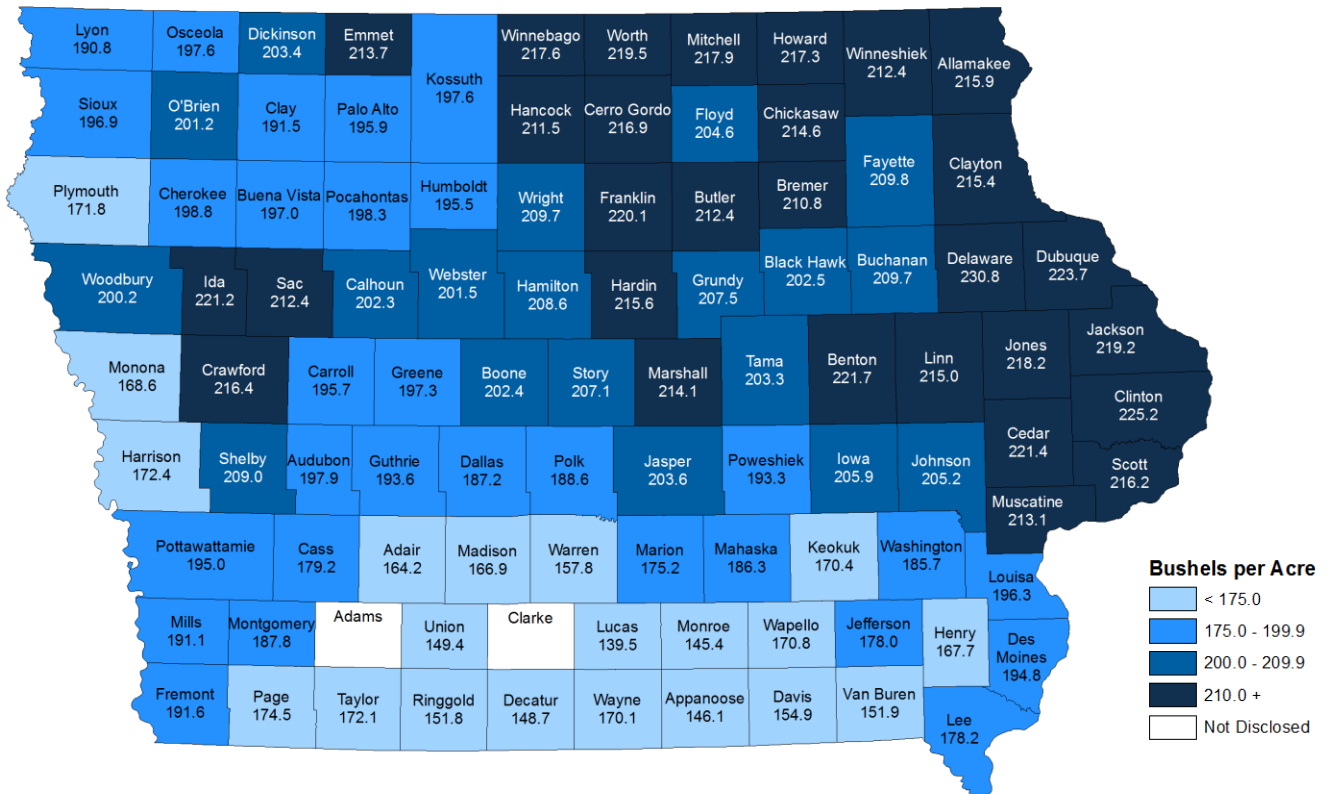 Lyon
190.8
Osceola
197.6
Dickinson
203.4
Emmet
213.7
Kossuth
197.6
Winnebago
217.6
Worth
219.5
Mitchell
217.9
Howard
217.3
Winneshiek
212.4
Allamakee
215.9
Sioux
196.9
O'Brien
201.2
Clay
191.5
Palo Alto
195.9
Hancock
211.5
Cerro Gordo
216.9
Floyd
204.6
Chickasaw
214.6
Fayette
209.8
Clayton
215.4
Plymouth
171.8
Cherokee
198.8
Buena Vista
197.0
Pocahontas
198.3
Humboldt
195.5
Wright
209.7
Franklin
220.1
Butler
212.4
Bremer
210.8
Woodbury
200.2
Ida
221.2
Sac
212.4
Calhoun
202.3
Webster
201.5
Hamilton
208.6
Hardin
215.6
Grundy
207.5
Black Hawk
202.5
Buchanan
209.7
Delaware
230.8
Dubuque
223.7
Monona
168.6
Crawford
216.4
Carroll
195.7
Greene
197.3
Boone
202.4
Story
207.1
Marshall
214.1
Tama
203.3
Benton
221.7
Linn
215.0
Jones
218.2
Jackson
219.2
Clinton
225.2
Harrison
172.4
Shelby
209.0
Audubon
197.9
Guthrie
193.6
Dallas
187.2
Polk
188.6
Jasper
203.6
Poweshiek
193.3
Iowa
205.9
Johnson
205.2
Cedar
221.4
Scott
216.2
Muscatine
213.1
Pottawattamie
195.0
Cass
179.2
Adair
164.2
Madison
166.9
Warren
157.8
Marion
175.2
Mahaska
186.3
Keokuk
170.4
Washington
185.7
Louisa
196.3
Mills
191.1
Montgomery
187.8
Adams
Union
149.4
Clarke
Lucas
139.5
Monroe
145.4
Wapello
170.8
Jefferson
178.0
Henry
167.7
Des
Moines
194.8
Fremont
191.6
Page
174.5
Taylor
172.1
Ringgold
151.8
Decatur
148.7
Wayne
170.1
Appanoose
146.1
Davis
154.9
Van Buren
151.9
Lee
178.2
Bushels per Acre
< 175.0
175.0 - 199.9
200.0 - 209.9
210.0 +
Not Disclosed